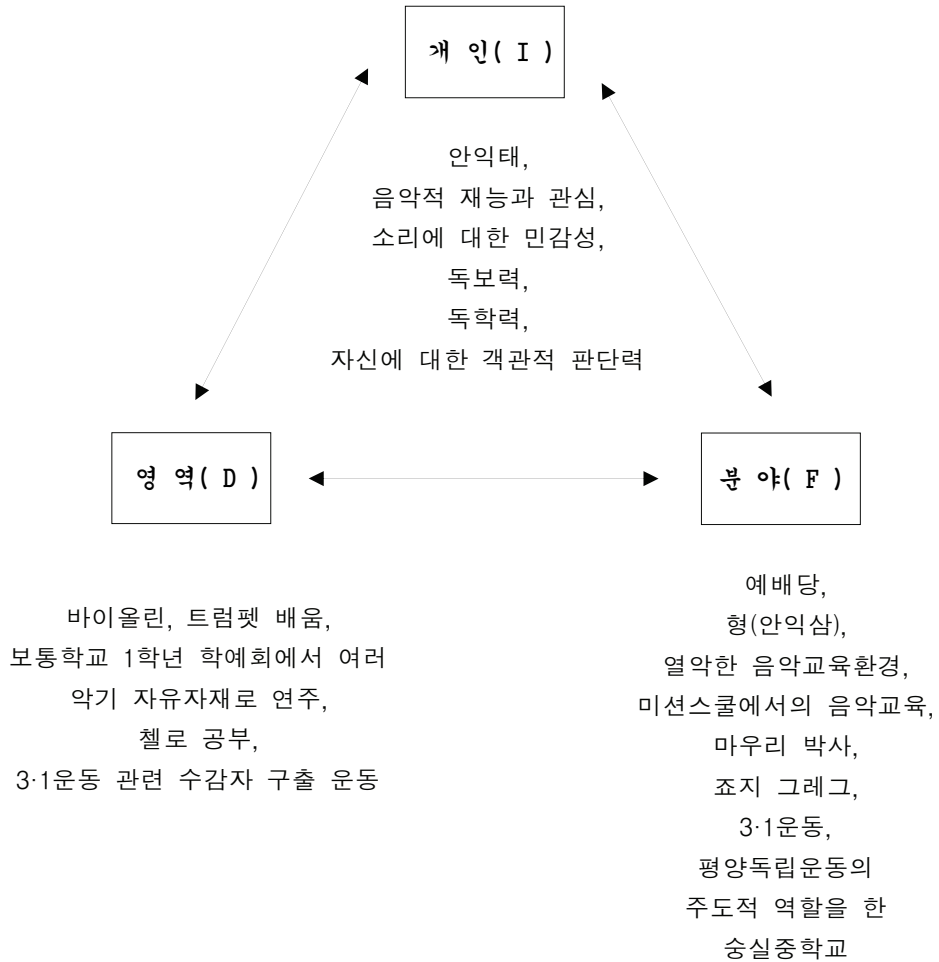 개 인( I )
안익태,
음악적 재능과 관심,
소리에 대한 민감성,
독보력,
독학력,
자신에 대한 객관적 판단력
영 역( D )
바이올린, 트럼펫 배움,
보통학교 1학년 학예회에서 여러
악기 자유자재로 연주,
첼로 공부,
3·1운동 관련 수감자 구출 운동
분 야( F )
예배당,
형(안익삼),
열악한 음악교육환경,
미션스쿨에서의 음악교육,
마우리 박사,
죠지 그레그,
3·1운동,
평양독립운동의
주도적 역할을 한
숭실중학교